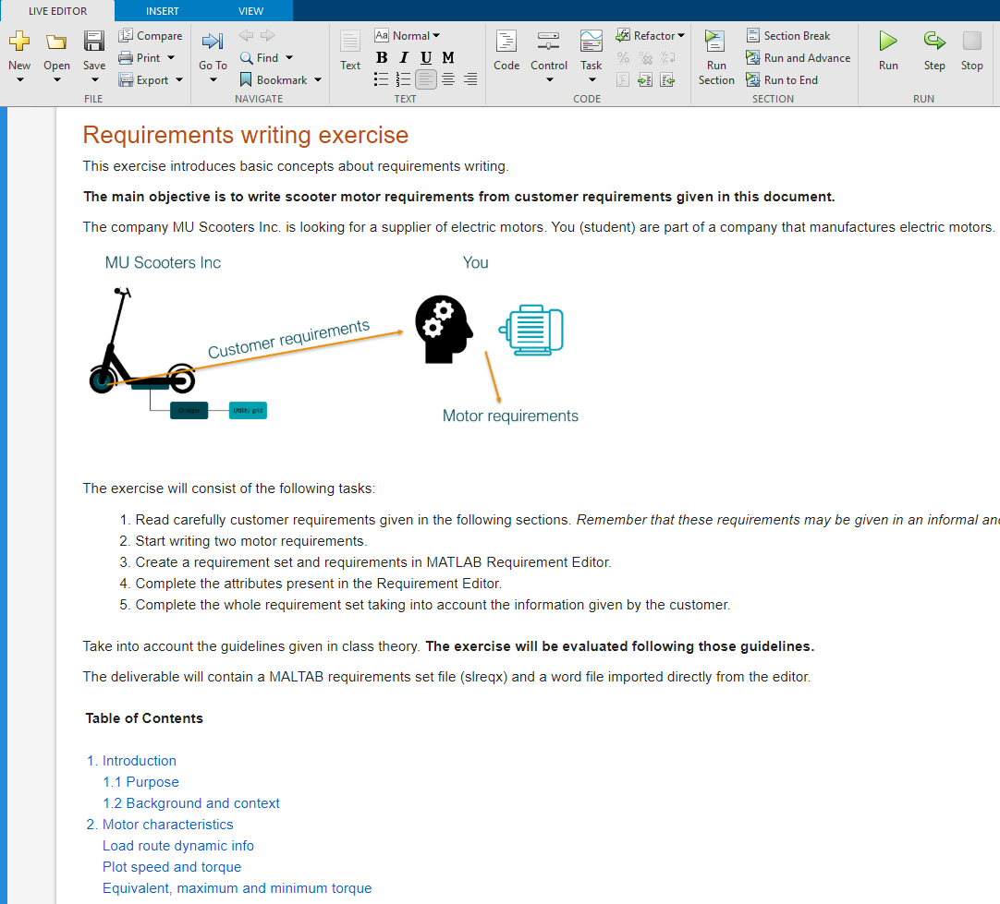 LIVE EDITOR INSERT VIEW
New Open Save Compare Print Export
FILE
Go To Find Bookmark
NAVIGATE
Text Aa Normal
B I U M
TEXT
Code Control Task Refactor
CODE
Run Section Section Break Run and Advance Run to End
SECTION
Run Step Stop
RUN
Requirements writing exercise
This exercise introduces basic concepts about requirements writing.
The main objective is to write scooter motor requirements from customer requirements given in this document.
The company MU Scooters Inc. is looking for a supplier of electric motors. You (student) are part of a company that manufactures electric motors.
MU Scooters Inc
You
Customer requirements
Charger
Utility grid
Motor requirements
The exercise will consist of the following tasks:
1. Read carefully customer requirements given in the following sections. Remember that these requirements may be given in an informal and
2. Start writing two motor requirements.
3. Create a requirement set and requirements in MATLAB Requirement Editor.
4. Complete the attributes present in the Requirement Editor.
5. Complete the whole requirement set taking into account the information given by the customer.
Take into account the guidelines given in class theory. The exercise will be evaluated following those guidelines.
The deliverable will contain a MALTAB requirements set file (slreqx) and a word file imported directly from the editor.
Table of Contents
1. Introduction
1.1 Purpose
1.2 Background and context
2. Motor characteristics
Load route dynamic info
Plot speed and torque
Equivalent, maximum and minimum torque